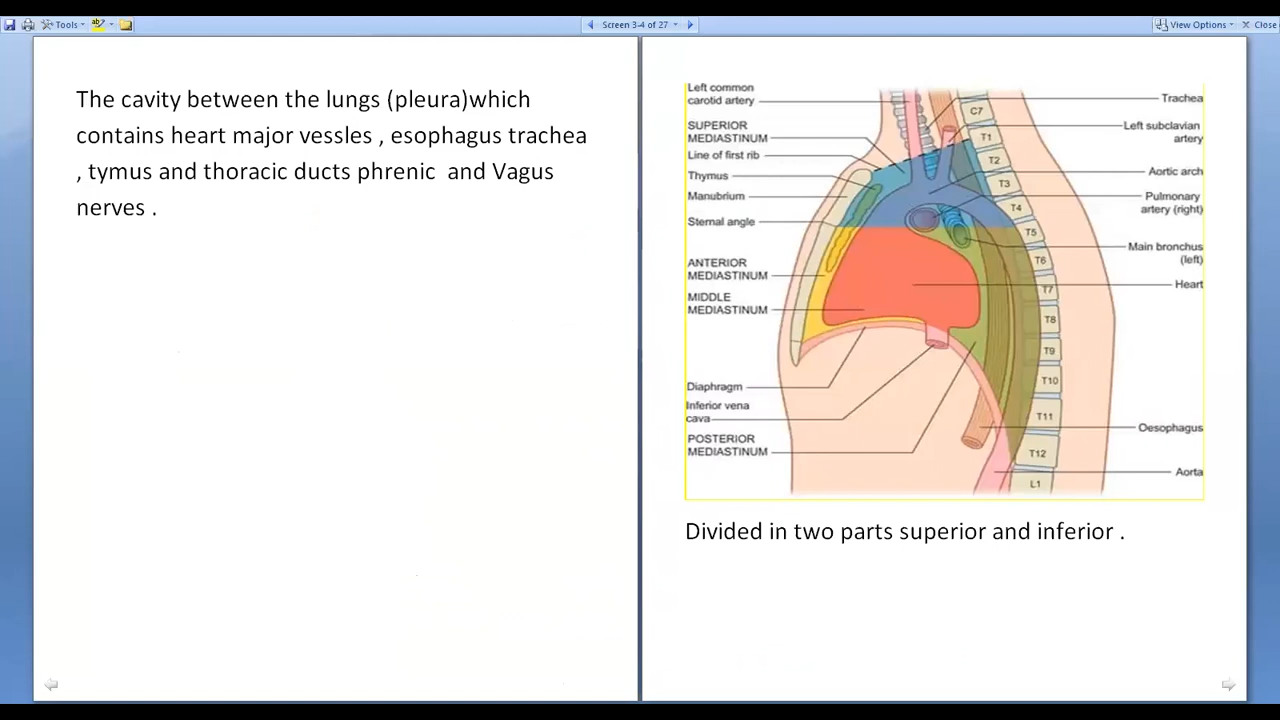 Tools
Screen 3-4 of 27
View Options
Close
The cavity between the lungs (pleura)which
contains heart major vessles , esophagus trachea
, tymus and thoracic ducts phrenic and Vagus
nerves .
Left common
carotid artery
SUPERIOR
MEDIASTINUM
Line of first rib
Thymus
Manubrium
Sternal angle
ANTERIOR
MEDIASTINUM
MIDDLE
MEDIASTINUM
Diaphragm
Inferior vena
cava
POSTERIOR
MEDIASTINUM
C7
T1
T2
T3
T4
T5
T6
T7
T8
T9
T10
T11
T12
L1
Trachea
Left subclavian
artery
Aortic arch
Pulmonary
artery (right)
Main bronchus
(left)
Heart
Oesophagus
Aorta
Divided in two parts superior and inferior .